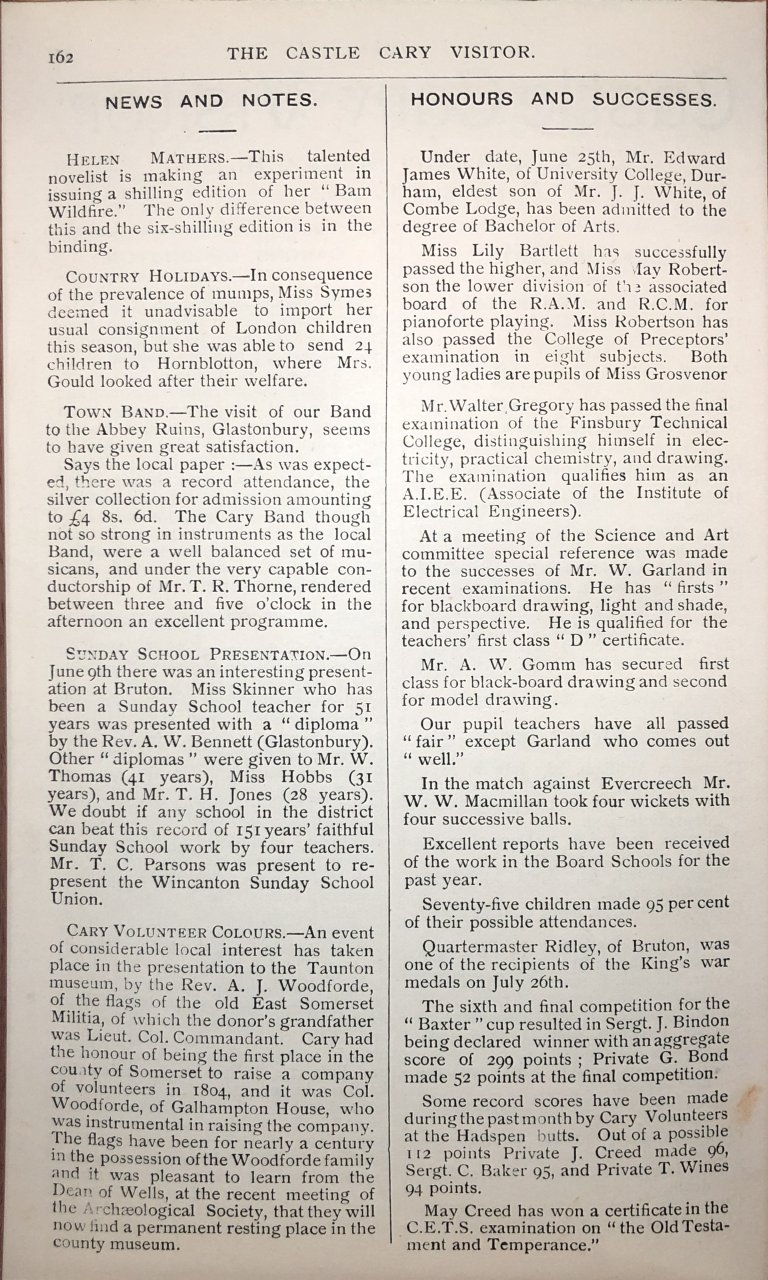 162
THE CASTLE CARY VISITOR.
NEWS AND NOTES.
HELEN MATHERS.—This talented
novelist is making an experiment in
issuing a shilling edition of her “ Bam
Wildfire.” The only difference between
this and the six-shilling edition is in the
binding.
COUNTRY HOLIDAYS.—In consequence
of the prevalence of mumps, Miss Symes
deemed it unadvisable to import her
usual consignment of London children
this season, but she was able to send 24
children to Hornblotton, where Mrs.
Gould looked after their welfare.
TOWN BAND.—The visit of our Band
to the Abbey Ruins, Glastonbury, seems
to have given great satisfaction.
Says the local paper :—As was expect-
ed, there was a record attendance, the
silver collection for admission amounting
to £4 8s. 6d. The Cary Band though
not so strong in instruments as the local
Band, were a well balanced set of mu-
sicans, and under the very capable con-
ductorship of Mr. T. R. Thorne, rendered
between three and five o’clock in the
afternoon an excellent programme.
SUNDAY SCHOOL PRESENTATION.—On
June 9th there was an interesting present-
ation at Bruton. Miss Skinner who has
been a Sunday School teacher for 51
years was presented with a “ diploma ”
by the Rev. A. W. Bennett (Glastonbury).
Other “ diplomas ” were given to Mr. W.
Thomas (41 years), Miss Hobbs (31
years), and Mr. T. H. Jones (28 years).
We doubt if any school in the district
can beat this record of 151 years’ faithful
Sunday School work by four teachers.
Mr. T. C. Parsons was present to re-
present the Wincanton Sunday School
Union.
CARY VOLUNTEER COLOURS.—An event
of considerable local interest has taken
place in the presentation to the Taunton
museum, by the Rev. A. J. Woodforde,
of the flags of the old East Somerset
Militia, of which the donor’s grandfather
was Lieut. Col. Commandant. Cary had
the honour of being the first place in the
county of Somerset to raise a company
of volunteers in 1804, and it was Col.
Woodforde, of Galhampton House, who
was instrumental in raising the company.
The flags have been for nearly a century
in the possession of the Woodforde family
and it was pleasant to learn from the
Dean of Wells, at the recent meeting of
the Archæological Society, that they will
now find a permanent resting place in the
county museum.
HONOURS AND SUCCESSES.
Under date, June 25th, Mr. Edward
James White, of University College, Dur-
ham, eldest son of Mr. J. J. White, of
Combe Lodge, has been admitted to the
degree of Bachelor of Arts.
Miss Lily Bartlett has successfully
passed the higher, and Miss May Robert-
son the lower division of the associated
board of the R.A.M. and R.C.M. for
pianoforte playing. Miss Robertson has
also passed the College of Preceptors’
examination in eight subjects. Both
young ladies are pupils of Miss Grosvenor
Mr. Walter Gregory has passed the final
examination of the Finsbury Technical
College, distinguishing himself in elec-
tricity, practical chemistry, and drawing.
The examination qualifies him as an
A.I.E.E. (Associate of the Institute of
Electrical Engineers).
At a meeting of the Science and Art
committee special reference was made
to the successes of Mr. W. Garland in
recent examinations. He has “ firsts ”
for blackboard drawing, light and shade,
and perspective. He is qualified for the
teachers’ first class “ D ” certificate.
Mr. A. W. Gomm has secured first
class for black-board drawing and second
for model drawing.
Our pupil teachers have all passed
“ fair ” except Garland who comes out
“ well.”
In the match against Evercreech Mr.
W. W. Macmillan took four wickets with
four successive balls.
Excellent reports have been received
of the work in the Board Schools for the
past year.
Seventy-five children made 95 per cent
of their possible attendances.
Quartermaster Ridley, of Bruton, was
one of the recipients of the King’s war
medals on July 26th.
The sixth and final competition for the
“ Baxter ” cup resulted in Sergt. J. Bindon
being declared winner with an aggregate
score of 299 points ; Private G. Bond
made 52 points at the final competition.
Some record scores have been made
during the past month by Cary Volunteers
at the Hadspen butts. Out of a possible
112 points Private J. Creed made 96,
Sergt. C. Baker 95, and Private T. Wines
94 points.
May Creed has won a certificate in the
C.E.T.S. examination on “ the Old Testa-
ment and Temperance.”